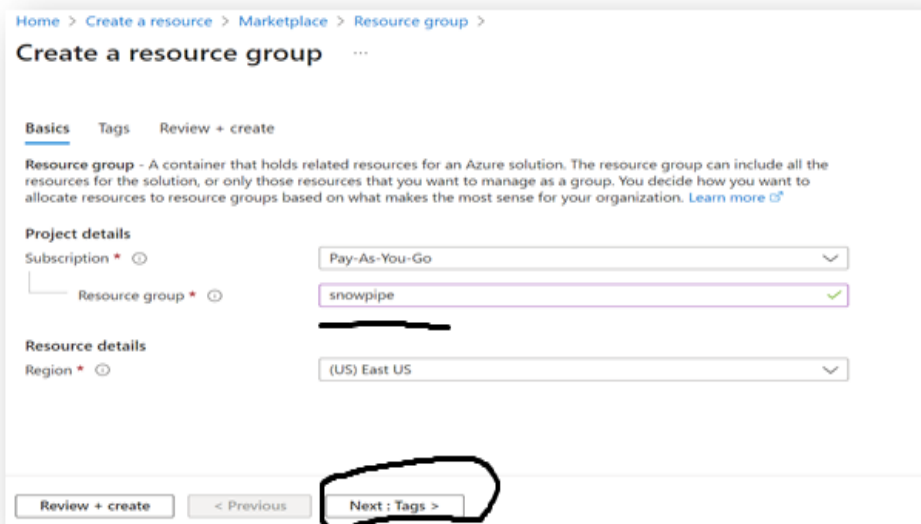 Home > Create a resource > Marketplace > Resource group >
Create a resource group ...
Basics Tags Review + create
Resource group - A container that holds related resources for an Azure solution. The resource group can include all the
resources for the solution, or only those resources that you want to manage as a group. You decide how you want to
allocate resources to resource groups based on what makes the most sense for your organization. Learn more
Project details
Subscription * Pay-As-You-Go
Resource group * snowpipe
Resource details
Region * (US) East US
Review + create < Previous Next : Tags >